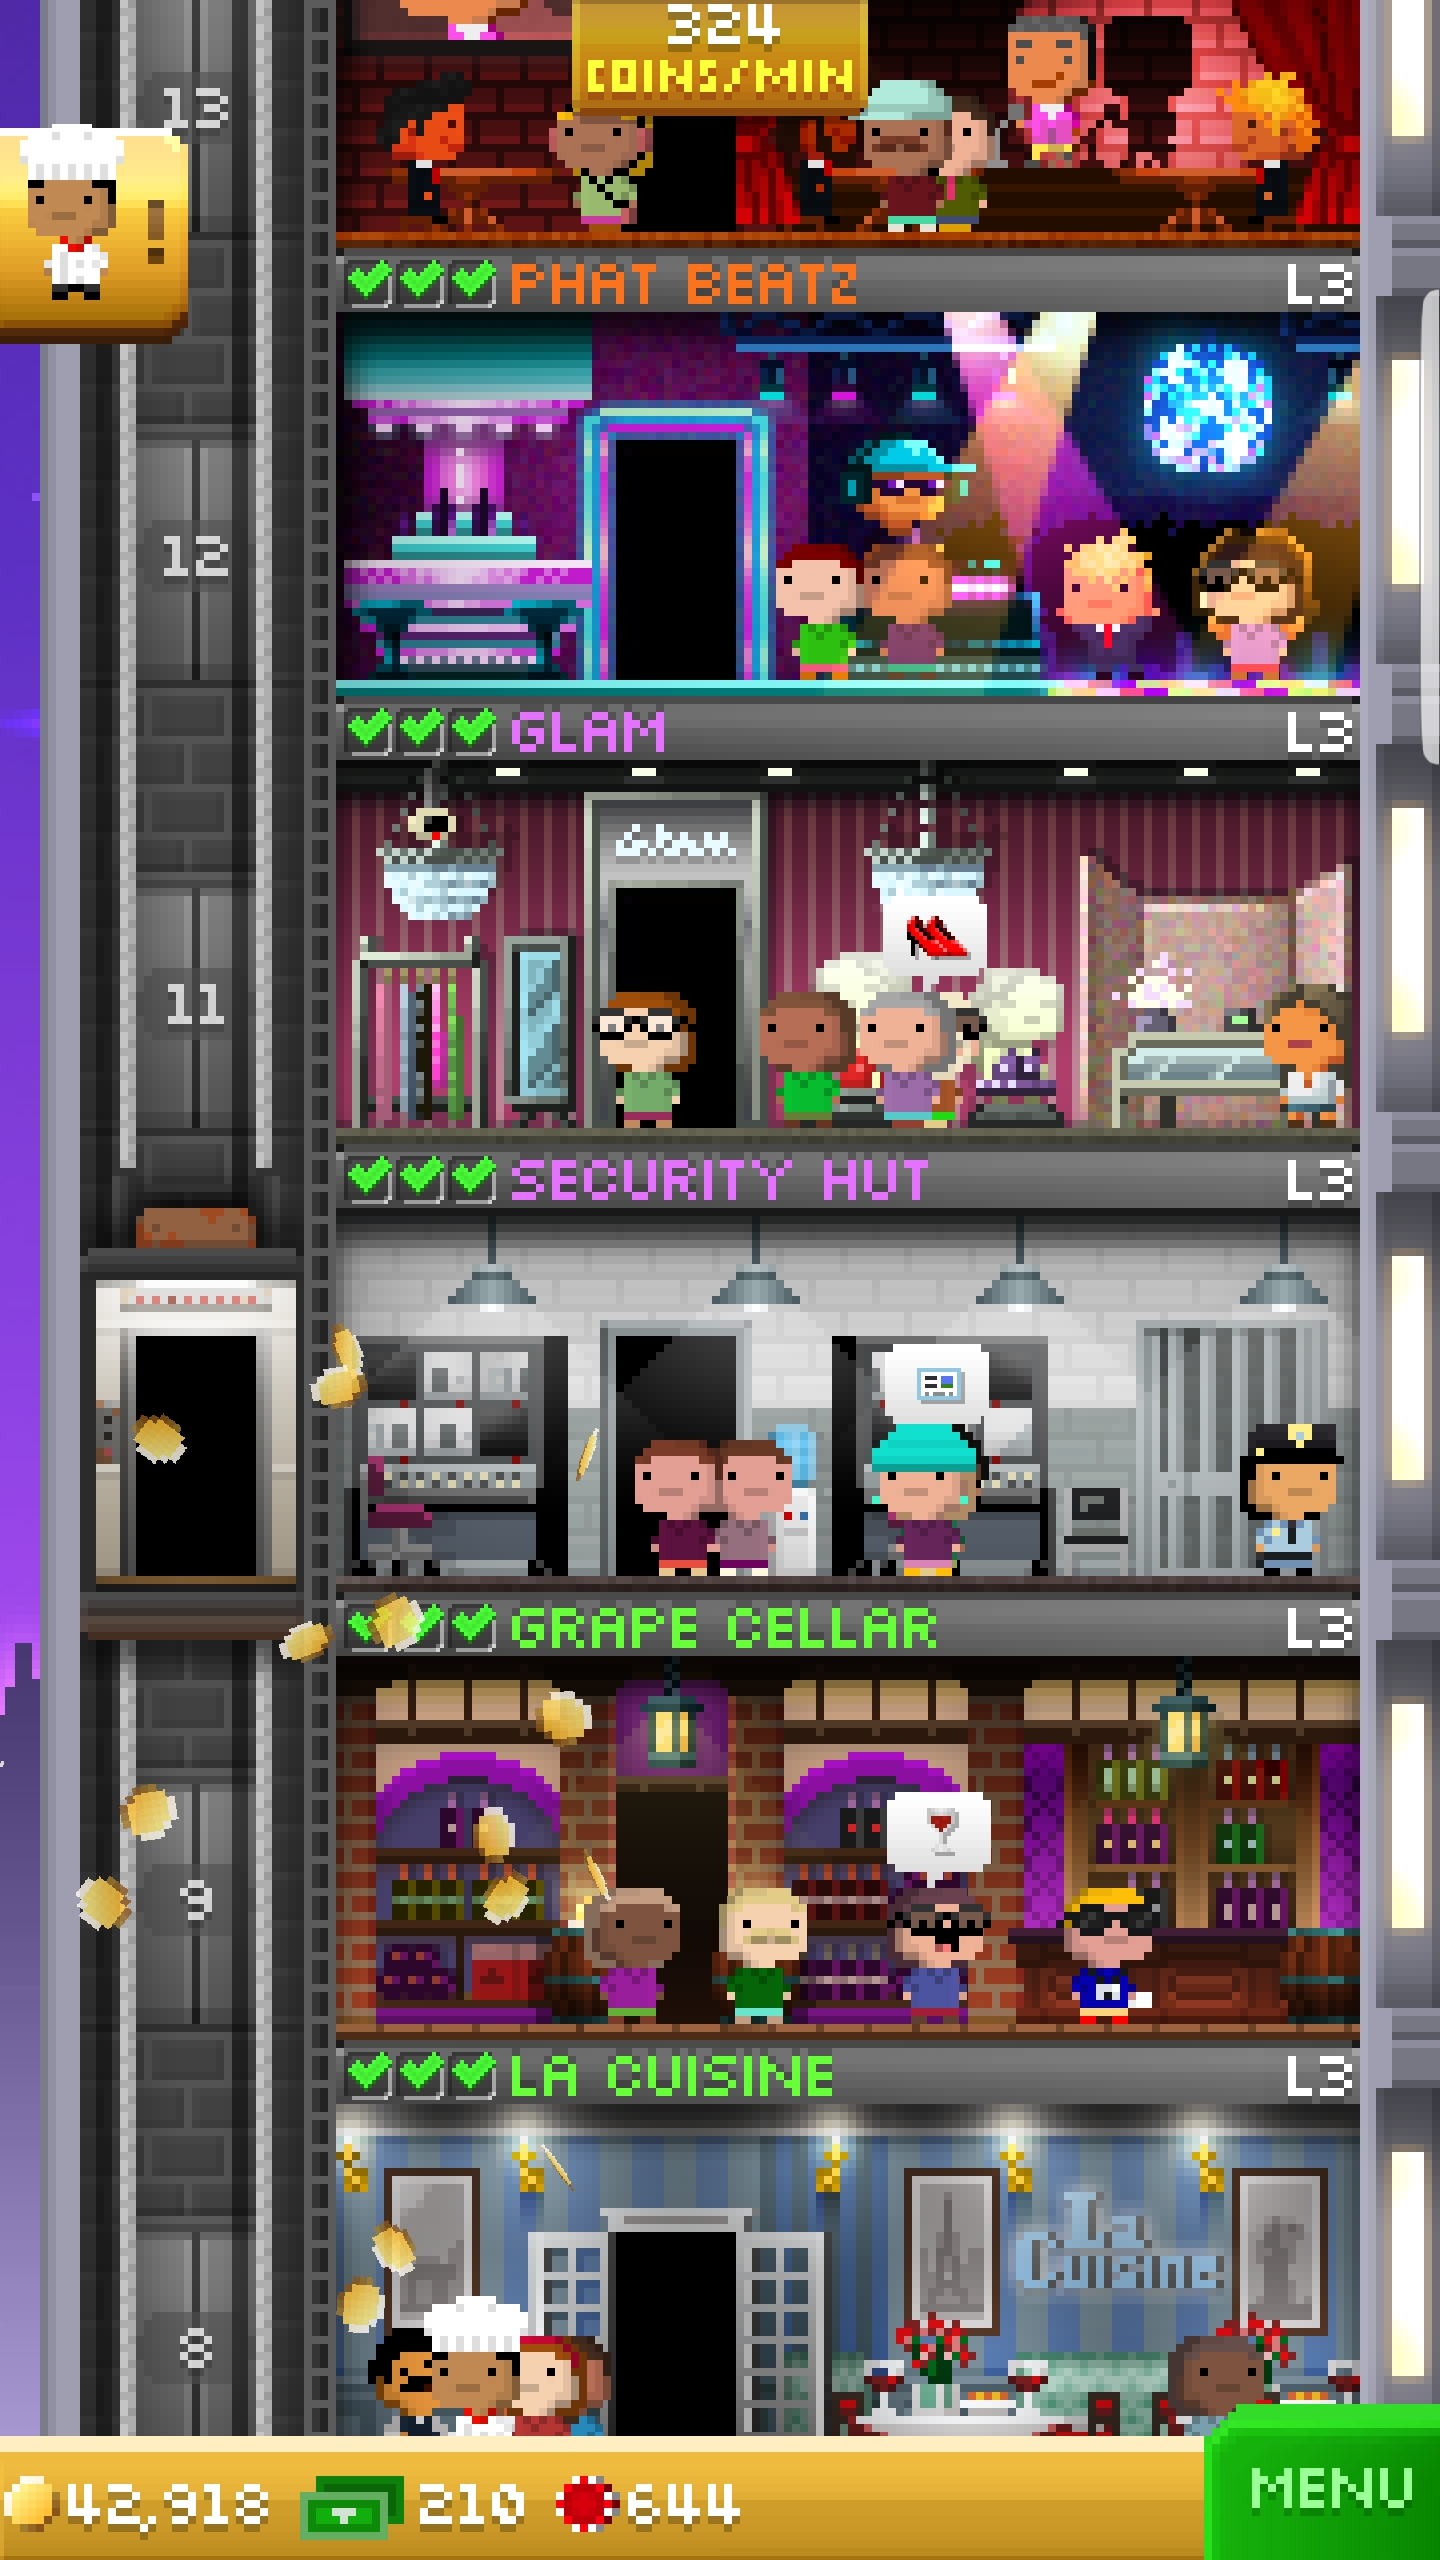 324
COINS/MIN
13
!
PHAT BEATZ
L3
12
GLAM
L3
Glam
11
SECURITY HUT
L3
GRAPE CELLAR
L3
9
LA CUISINE
L3
La
Cuisine
8
42,918
210
644
MENU